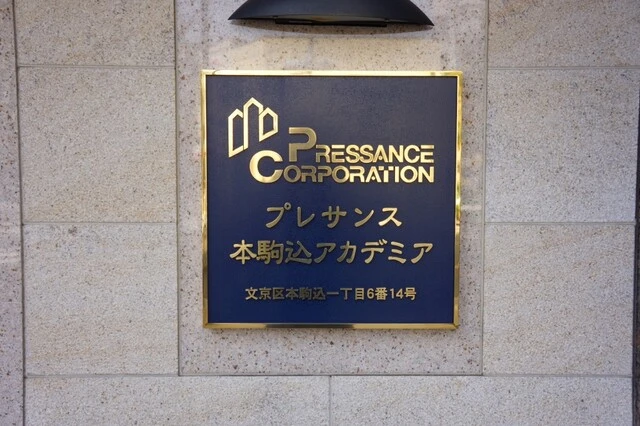 PRESSANCE
CORPORATION
プレサンス
本駒込アカデミア
文京区本駒込一丁目6番14号